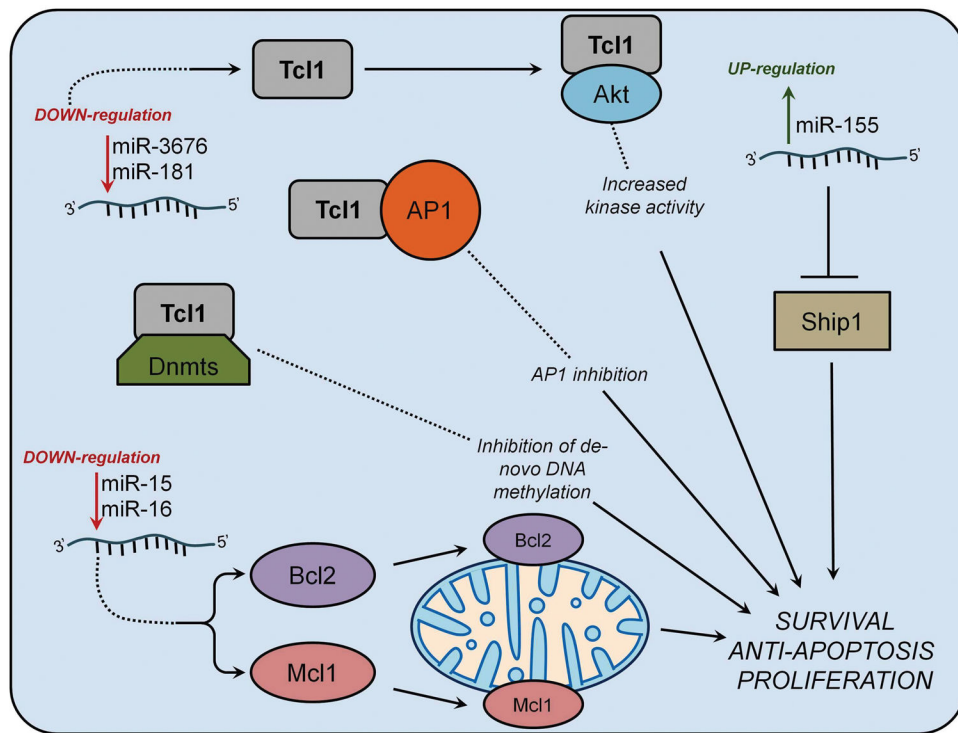 Tcl1
Tcl1
Akt
UP-regulation
miR-155
DOWN-regulation
miR-3676
miR-181
3' 5'
3' 5'
Increased
kinase activity
Tcl1
AP1
Tcl1
Dnmts
Ship1
AP1 inhibition
Inhibition of de-
novo DNA
methylation
DOWN-regulation
miR-15
miR-16
3' 5'
Bcl2
Bcl2
Mcl1
Mcl1
SURVIVAL
ANTI-APOPTOSIS
PROLIFERATION